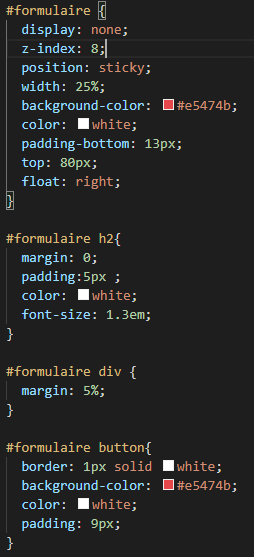 #formulaire {
  display: none;
  z-index: 8;
  position: sticky;
  width: 25%;
  background-color: #e5474b;
  color: white;
  padding-bottom: 13px;
  top: 80px;
  float: right;
}

#formulaire h2{
  margin: 0;
  padding:5px ;
  color: white;
  font-size: 1.3em;
}

#formulaire div {
  margin: 5%;
}

#formulaire button{
  border: 1px solid white;
  background-color: #e5474b;
  color: white;
  padding: 9px;
}